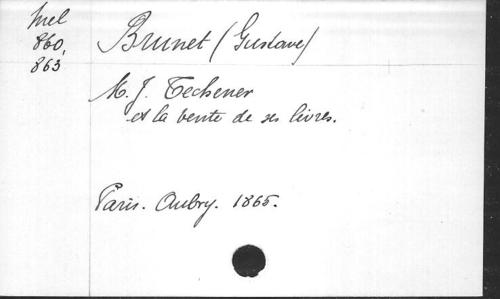 Mel
860,
863
Brunet (Gustave)
M. J. Techener
et la vente de ses livres.
Paris. Aubry. 1865.